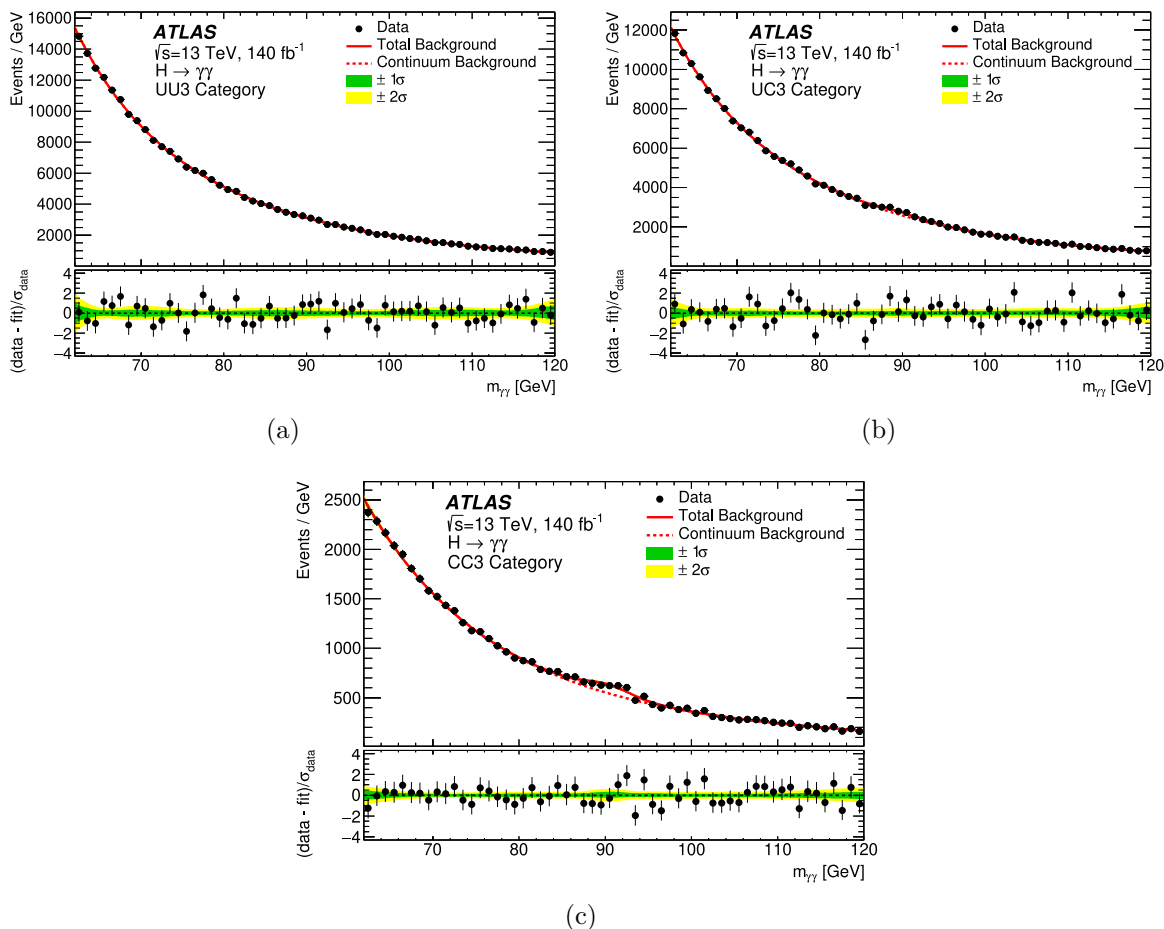 Events / GeV
16000
14000
12000
10000
8000
6000
4000
2000
ATLAS
√s=13 TeV, 140 fb⁻¹
H → γγ
UU3 Category
Data
Total Background
Continuum Background
± 1σ
± 2σ
(data - fit)/σ_data
4
2
0
−2
−4
70 80 90 100 110 120
m_γγ [GeV]
(a)
Events / GeV
12000
10000
8000
6000
4000
2000
ATLAS
√s=13 TeV, 140 fb⁻¹
H → γγ
UC3 Category
Data
Total Background
Continuum Background
± 1σ
± 2σ
(data - fit)/σ_data
4
2
0
−2
−4
70 80 90 100 110 120
m_γγ [GeV]
(b)
Events / GeV
2500
2000
1500
1000
500
ATLAS
√s=13 TeV, 140 fb⁻¹
H → γγ
CC3 Category
Data
Total Background
Continuum Background
± 1σ
± 2σ
(data - fit)/σ_data
4
2
0
−2
−4
70 80 90 100 110 120
m_γγ [GeV]
(c)